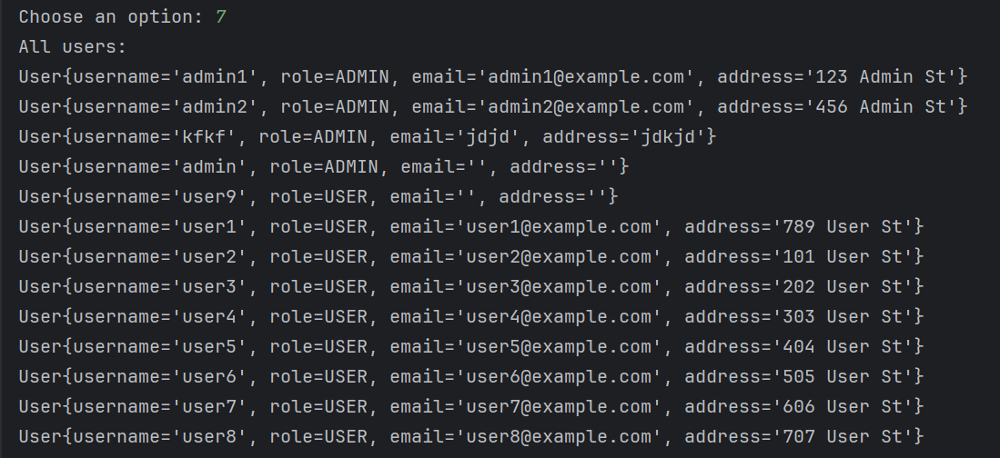 Choose an option: 7
All users:
User{username='admin1', role=ADMIN, email='admin1@example.com', address='123 Admin St'}
User{username='admin2', role=ADMIN, email='admin2@example.com', address='456 Admin St'}
User{username='kfkf', role=ADMIN, email='jdjd', address='jdkjd'}
User{username='admin', role=ADMIN, email='', address=''}
User{username='user9', role=USER, email='', address=''}
User{username='user1', role=USER, email='user1@example.com', address='789 User St'}
User{username='user2', role=USER, email='user2@example.com', address='101 User St'}
User{username='user3', role=USER, email='user3@example.com', address='202 User St'}
User{username='user4', role=USER, email='user4@example.com', address='303 User St'}
User{username='user5', role=USER, email='user5@example.com', address='404 User St'}
User{username='user6', role=USER, email='user6@example.com', address='505 User St'}
User{username='user7', role=USER, email='user7@example.com', address='606 User St'}
User{username='user8', role=USER, email='user8@example.com', address='707 User St'}